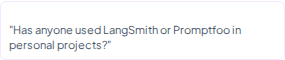 "Has anyone used LangSmith or Promptfoo in
personal projects?"